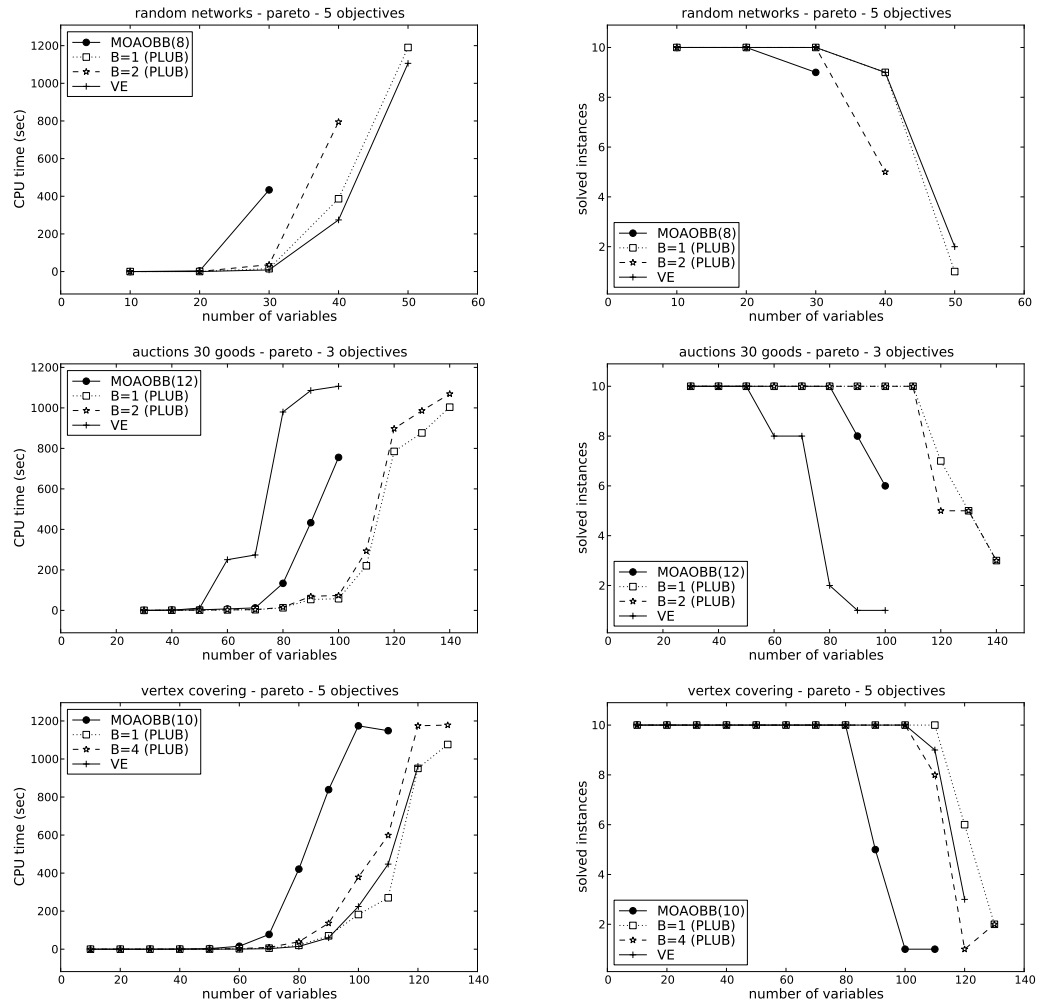 random networks - pareto - 5 objectives
CPU time (sec)
1200
1000
800
600
400
200
0
MOAOBB(8)
B=1 (PLUB)
B=2 (PLUB)
VE
0 10 20 30 40 50 60
number of variables
random networks - pareto - 5 objectives
solved instances
10
8
6
4
2
MOAOBB(8)
B=1 (PLUB)
B=2 (PLUB)
VE
0 10 20 30 40 50 60
number of variables
auctions 30 goods - pareto - 3 objectives
CPU time (sec)
1200
1000
800
600
400
200
0
MOAOBB(12)
B=1 (PLUB)
B=2 (PLUB)
VE
0 20 40 60 80 100 120 140
number of variables
auctions 30 goods - pareto - 3 objectives
solved instances
10
8
6
4
2
MOAOBB(12)
B=1 (PLUB)
B=2 (PLUB)
VE
0 20 40 60 80 100 120 140
number of variables
vertex covering - pareto - 5 objectives
CPU time (sec)
1200
1000
800
600
400
200
0
MOAOBB(10)
B=1 (PLUB)
B=4 (PLUB)
VE
0 20 40 60 80 100 120 140
number of variables
vertex covering - pareto - 5 objectives
solved instances
10
8
6
4
2
MOAOBB(10)
B=1 (PLUB)
B=4 (PLUB)
VE
0 20 40 60 80 100 120 140
number of variables